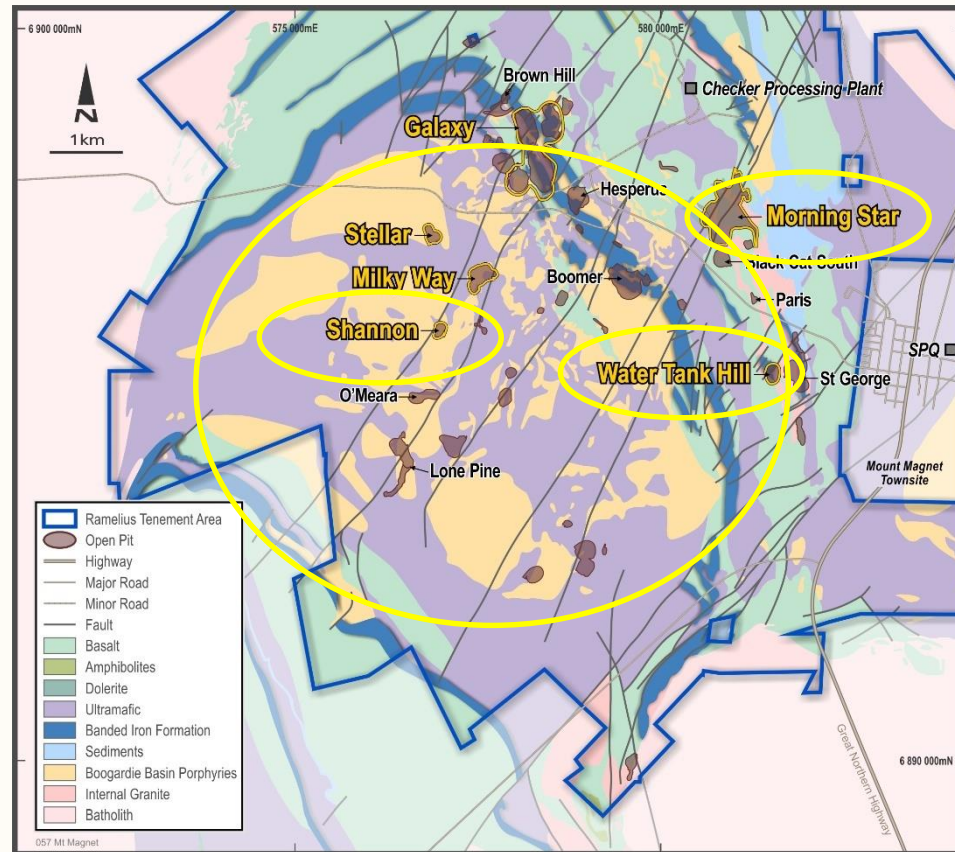 6 900 000mN
575 000mE
580 000mE
N
1km
Brown Hill
Checker Processing Plant
Galaxy
Hesperus
Morning Star
Stellar
Black Cat South
Milky Way
Boomer
Paris
Shannon
SPQ
Water Tank Hill
St George
O'Meara
Lone Pine
Mount Magnet
Townsite
Ramelius Tenement Area
Open Pit
Highway
Major Road
Minor Road
Fault
Basalt
Amphibolites
Dolerite
Ultramafic
Banded Iron Formation
Sediments
Boogardie Basin Porphyries
Internal Granite
Batholith
Great Northern Highway
6 890 000mN
057 Mt Magnet